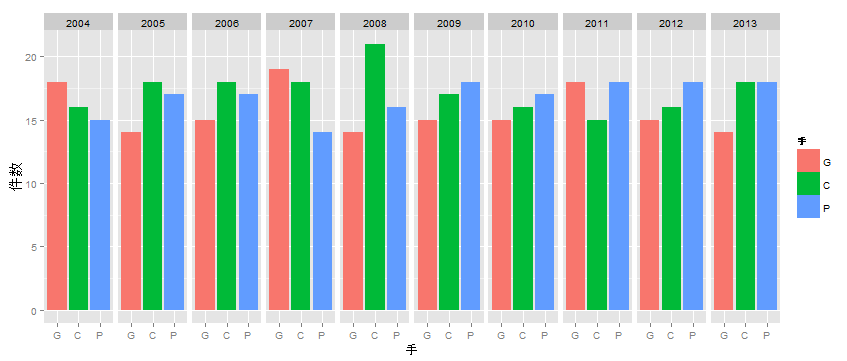 2004 2005 2006 2007 2008 2009 2010 2011 2012 2013
20
15
10
5
0
件数
G C P G C P G C P G C P G C P G C P G C P G C P G C P G C P
手
手
G
C
P